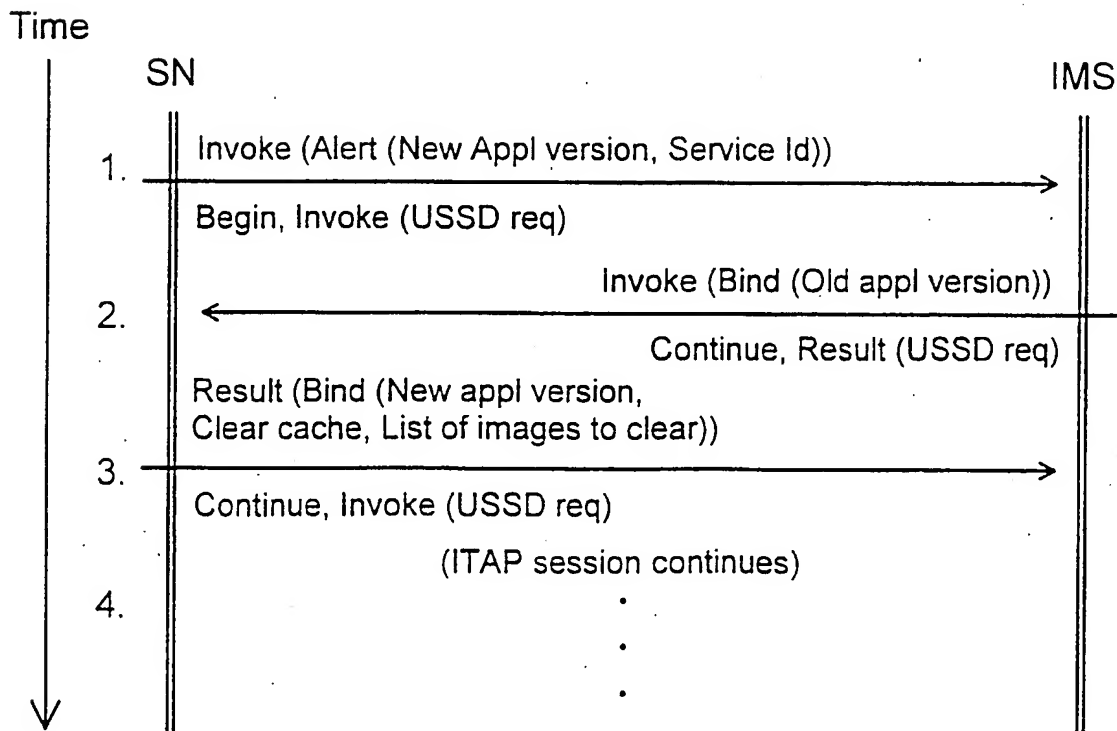 Time
SN
IMS
1.
Invoke (Alert (New Appl version, Service Id))
Begin, Invoke (USSD req)
2.
Invoke (Bind (Old appl version))
Continue, Result (USSD req)
Result (Bind (New appl version,
Clear cache, List of images to clear))
3.
Continue, Invoke (USSD req)
(ITAP session continues)
4.